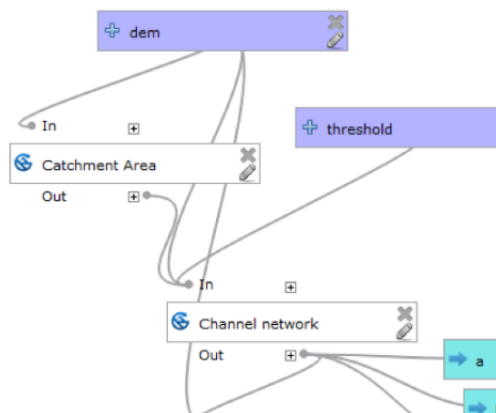 dem
In
threshold
Catchment Area
Out
In
Channel network
Out
a